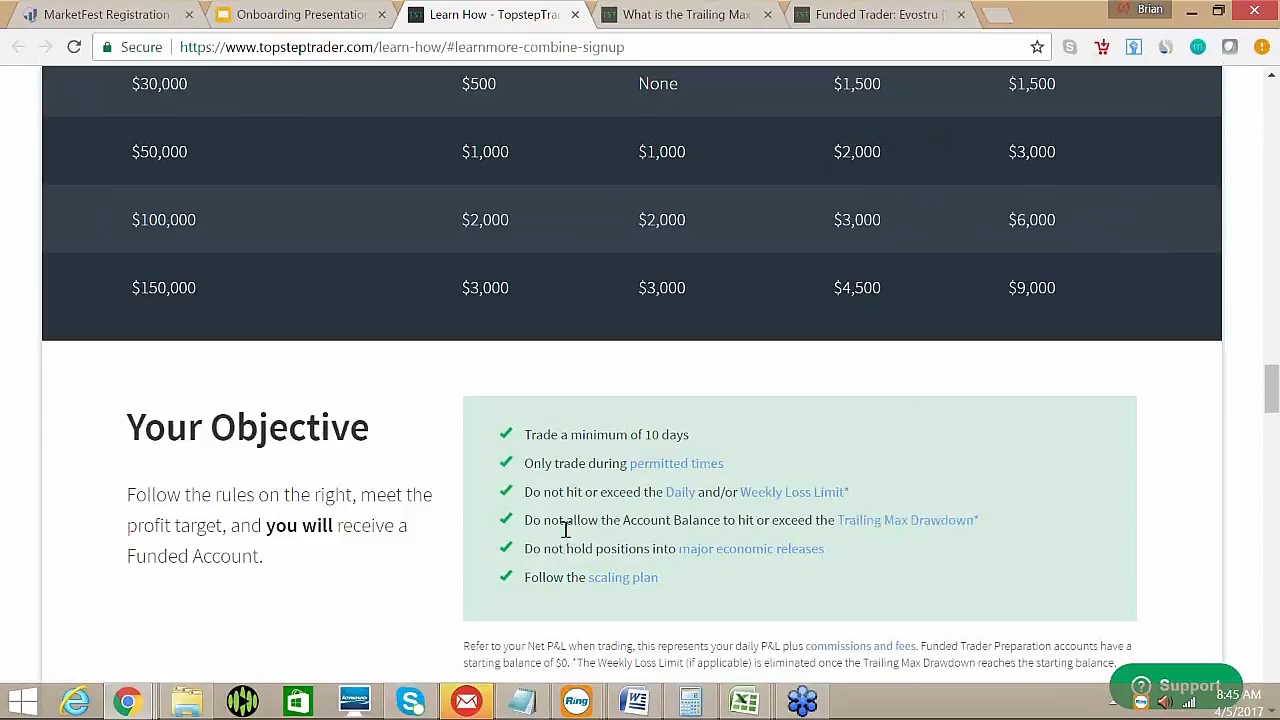 MarketFest Registration
Onboarding Presentation
Learn How - TopstepTra
What is the Trailing Max
Funded Trader: Evostru
Brian
Secure https://www.topsteptrader.com/learn-how/#learnmore-combine-signup
$30,000 $500 None $1,500 $1,500
$50,000 $1,000 $1,000 $2,000 $3,000
$100,000 $2,000 $2,000 $3,000 $6,000
$150,000 $3,000 $3,000 $4,500 $9,000
Your Objective
Follow the rules on the right, meet the
profit target, and you will receive a
Funded Account.
Trade a minimum of 10 days
Only trade during permitted times
Do not hit or exceed the Daily and/or Weekly Loss Limit*
Do not allow the Account Balance to hit or exceed the Trailing Max Drawdown*
Do not hold positions into major economic releases
Follow the scaling plan
Refer to your Net P&L when trading, this represents your daily P&L plus commissions and fees. Funded Trader Preparation accounts have a
starting balance of $0. *The Weekly Loss Limit (if applicable) is eliminated once the Trailing Max Drawdown reaches the starting balance.
Support
lenovo
Ring
8:45 AM
4/5/2017